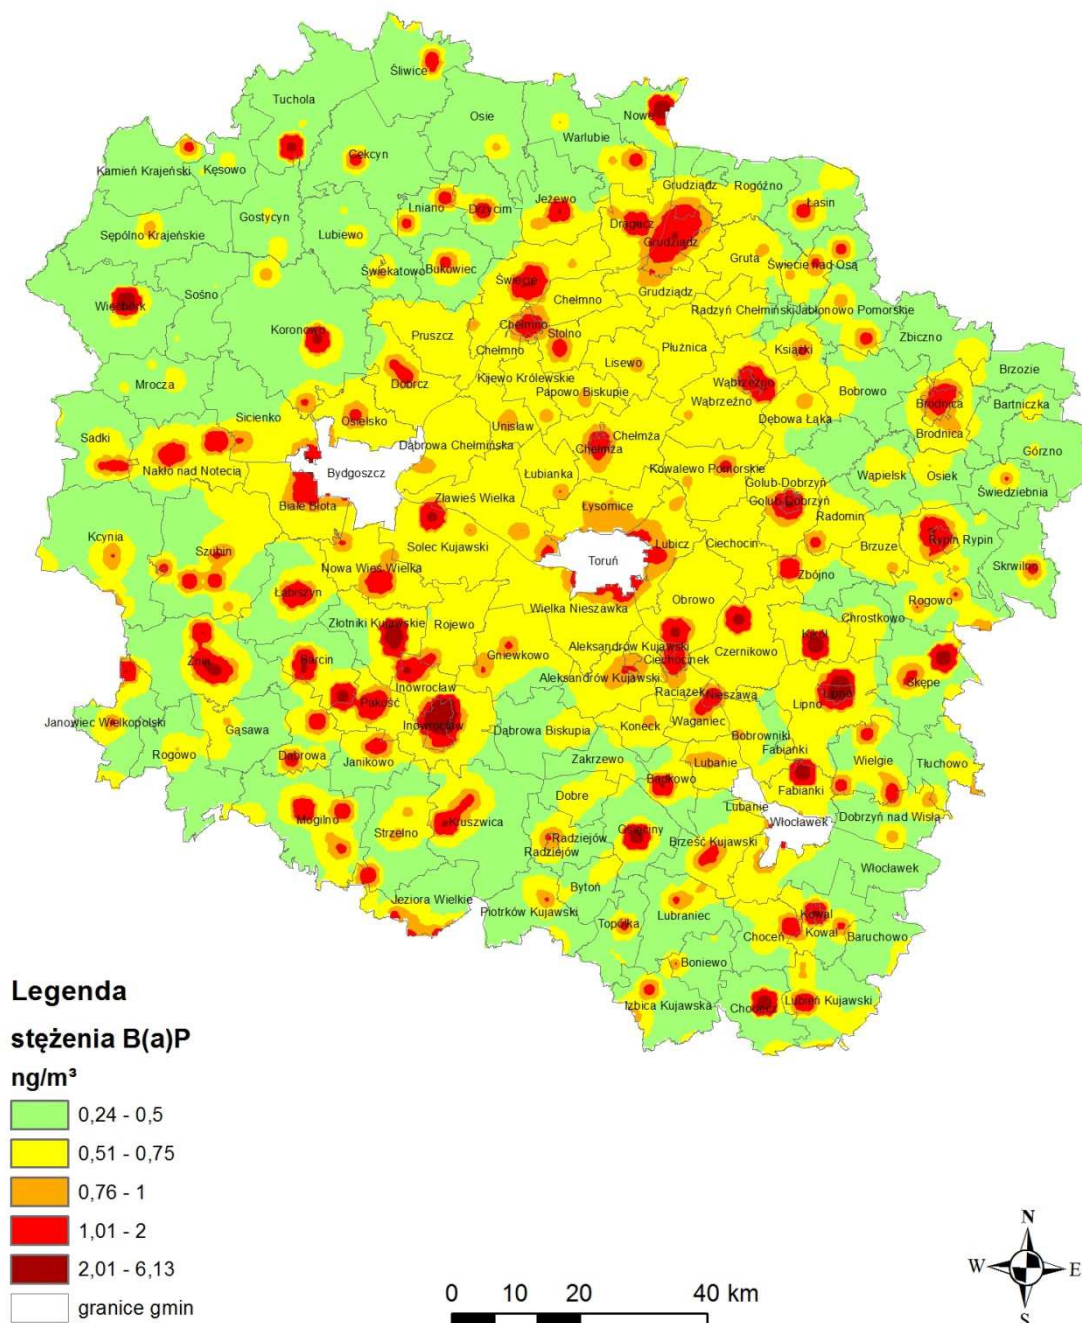 Śliwice
Tuchola
Osie
Nowe
Warlubie
Gekcyn
Kamień Krajeński
Kęsowo
Grudziądz
Rogóźno
Łasin
Lniano
Drzycim
Jeżewo
Dragacz
Gostycyn
Lubiewo
Sępólno Krajeńskie
Grudziądz
Gruta
Świecie nad Osą
Świekatowo
Bukowiec
Świecie
Grudziądz
Więcbork
Sośno
Chełmno
Radzyń Chełmiński
Jabłonowo Pomorskie
Koronowo
Pruszcz
Chełmno
Stolno
Zbiczno
Chełmno
Płużnica
Książki
Lisewo
Brzozie
Mrocza
Dobrcz
Kijewo Królewskie
Papowo Biskupie
Wąbrzeźno
Wąbrzeźno
Bobrowo
Brodnica
Bartniczka
Sicienko
Osielsko
Unisław
Dębowa Łąka
Sadki
Dąbrowa Chełmińska
Chełmża
Chełmża
Brodnica
Górzno
Nakło nad Notecią
Bydgoszcz
Łubianka
Kowalewo Pomorskie
Wąpielsk
Osiek
Świedziebnia
Białe Błota
Zławieś Wielka
Łysomice
Golub-Dobrzyń
Golub-Dobrzyń
Radomin
Kcynia
Szubin
Solec Kujawski
Toruń
Lubicz
Ciechocin
Brzuze
Rypin
Rypin
Nowa Wieś Wielka
Zbójno
Skrwilno
Łabiszyn
Wielka Nieszawka
Obrowo
Rogowo
Złotniki Kujawskie
Rojewo
Chrostkowo
Żnin
Barcin
Gniewkowo
Aleksandrów Kujawski
Ciechocinek
Czernikowo
Kikół
Inowrocław
Aleksandrów Kujawski
Raciążek
Nieszawa
Lipno
Skępe
Pakość
Lipno
Janowiec Wielkopolski
Gąsawa
Inowrocław
Dąbrowa Biskupia
Koneck
Waganiec
Bobrowniki
Rogowo
Dąbrowa
Janikowo
Zakrzewo
Lubanie
Fabianki
Wielgie
Tłuchowo
Bądkowo
Fabianki
Dobre
Lubanie
Mogilno
Strzelno
Kruszwica
Radziejów
Radziejów
Osięciny
Brześć Kujawski
Włocławek
Dobrzyń nad Wisłą
Włocławek
Jeziora Wielkie
Bytoń
Piotrków Kujawski
Topólka
Lubraniec
Kowal
Choceń
Kowal
Baruchowo
Boniewo
Izbica Kujawska
Chodecz
Lubień Kujawski
Legenda
stężenia B(a)P
ng/m³
0,24 - 0,5
0,51 - 0,75
0,76 - 1
1,01 - 2
2,01 - 6,13
granice gmin
0 10 20 40 km
N
W
E
S